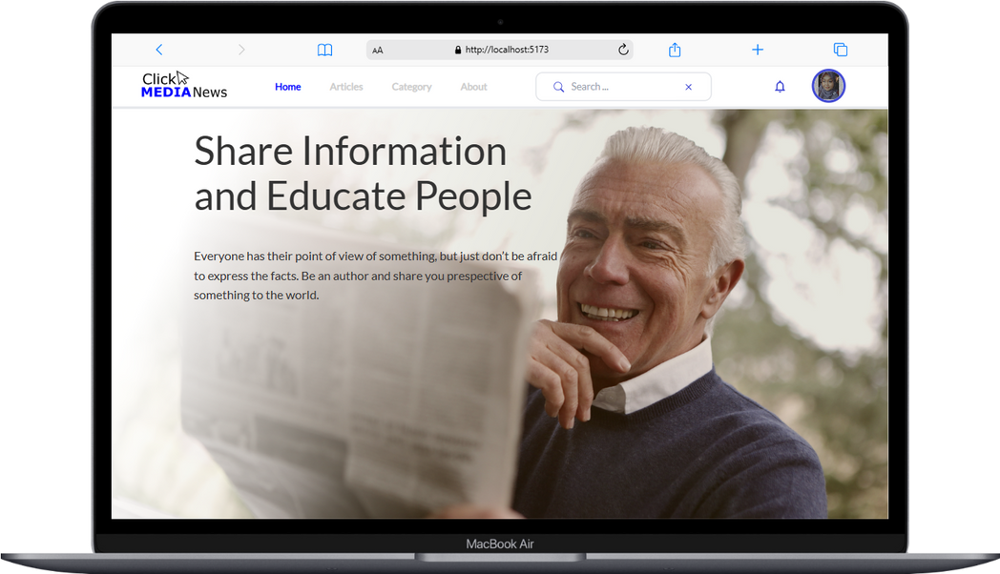 AA
http://localhost:5173
Click
MEDIANews
Home
Articles
Category
About
Search ...
Share Information
and Educate People
Everyone has their point of view of something, but just don't be afraid
to express the facts. Be an author and share you prespective of
something to the world.
MacBook Air